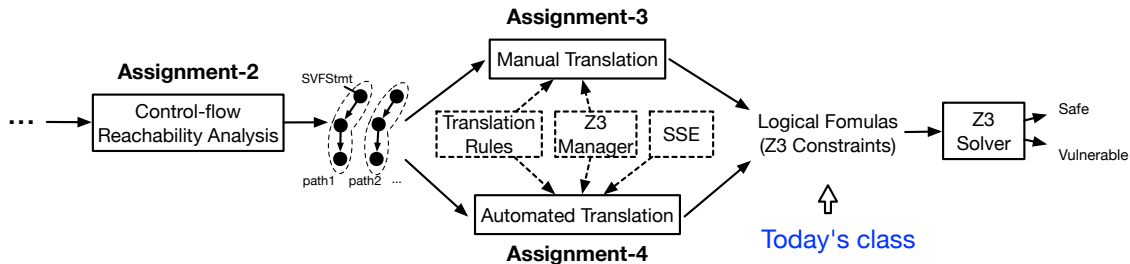 Assignment-3
Manual Translation
Assignment-2
SVFStmt
Control-flow
Reachability Analysis
...
path1
path2
...
Translation
Rules
Z3
Manager
SSE
Automated Translation
Assignment-4
Logical Fomulas
(Z3 Constraints)
Today's class
Z3
Solver
Safe
Vulnerable